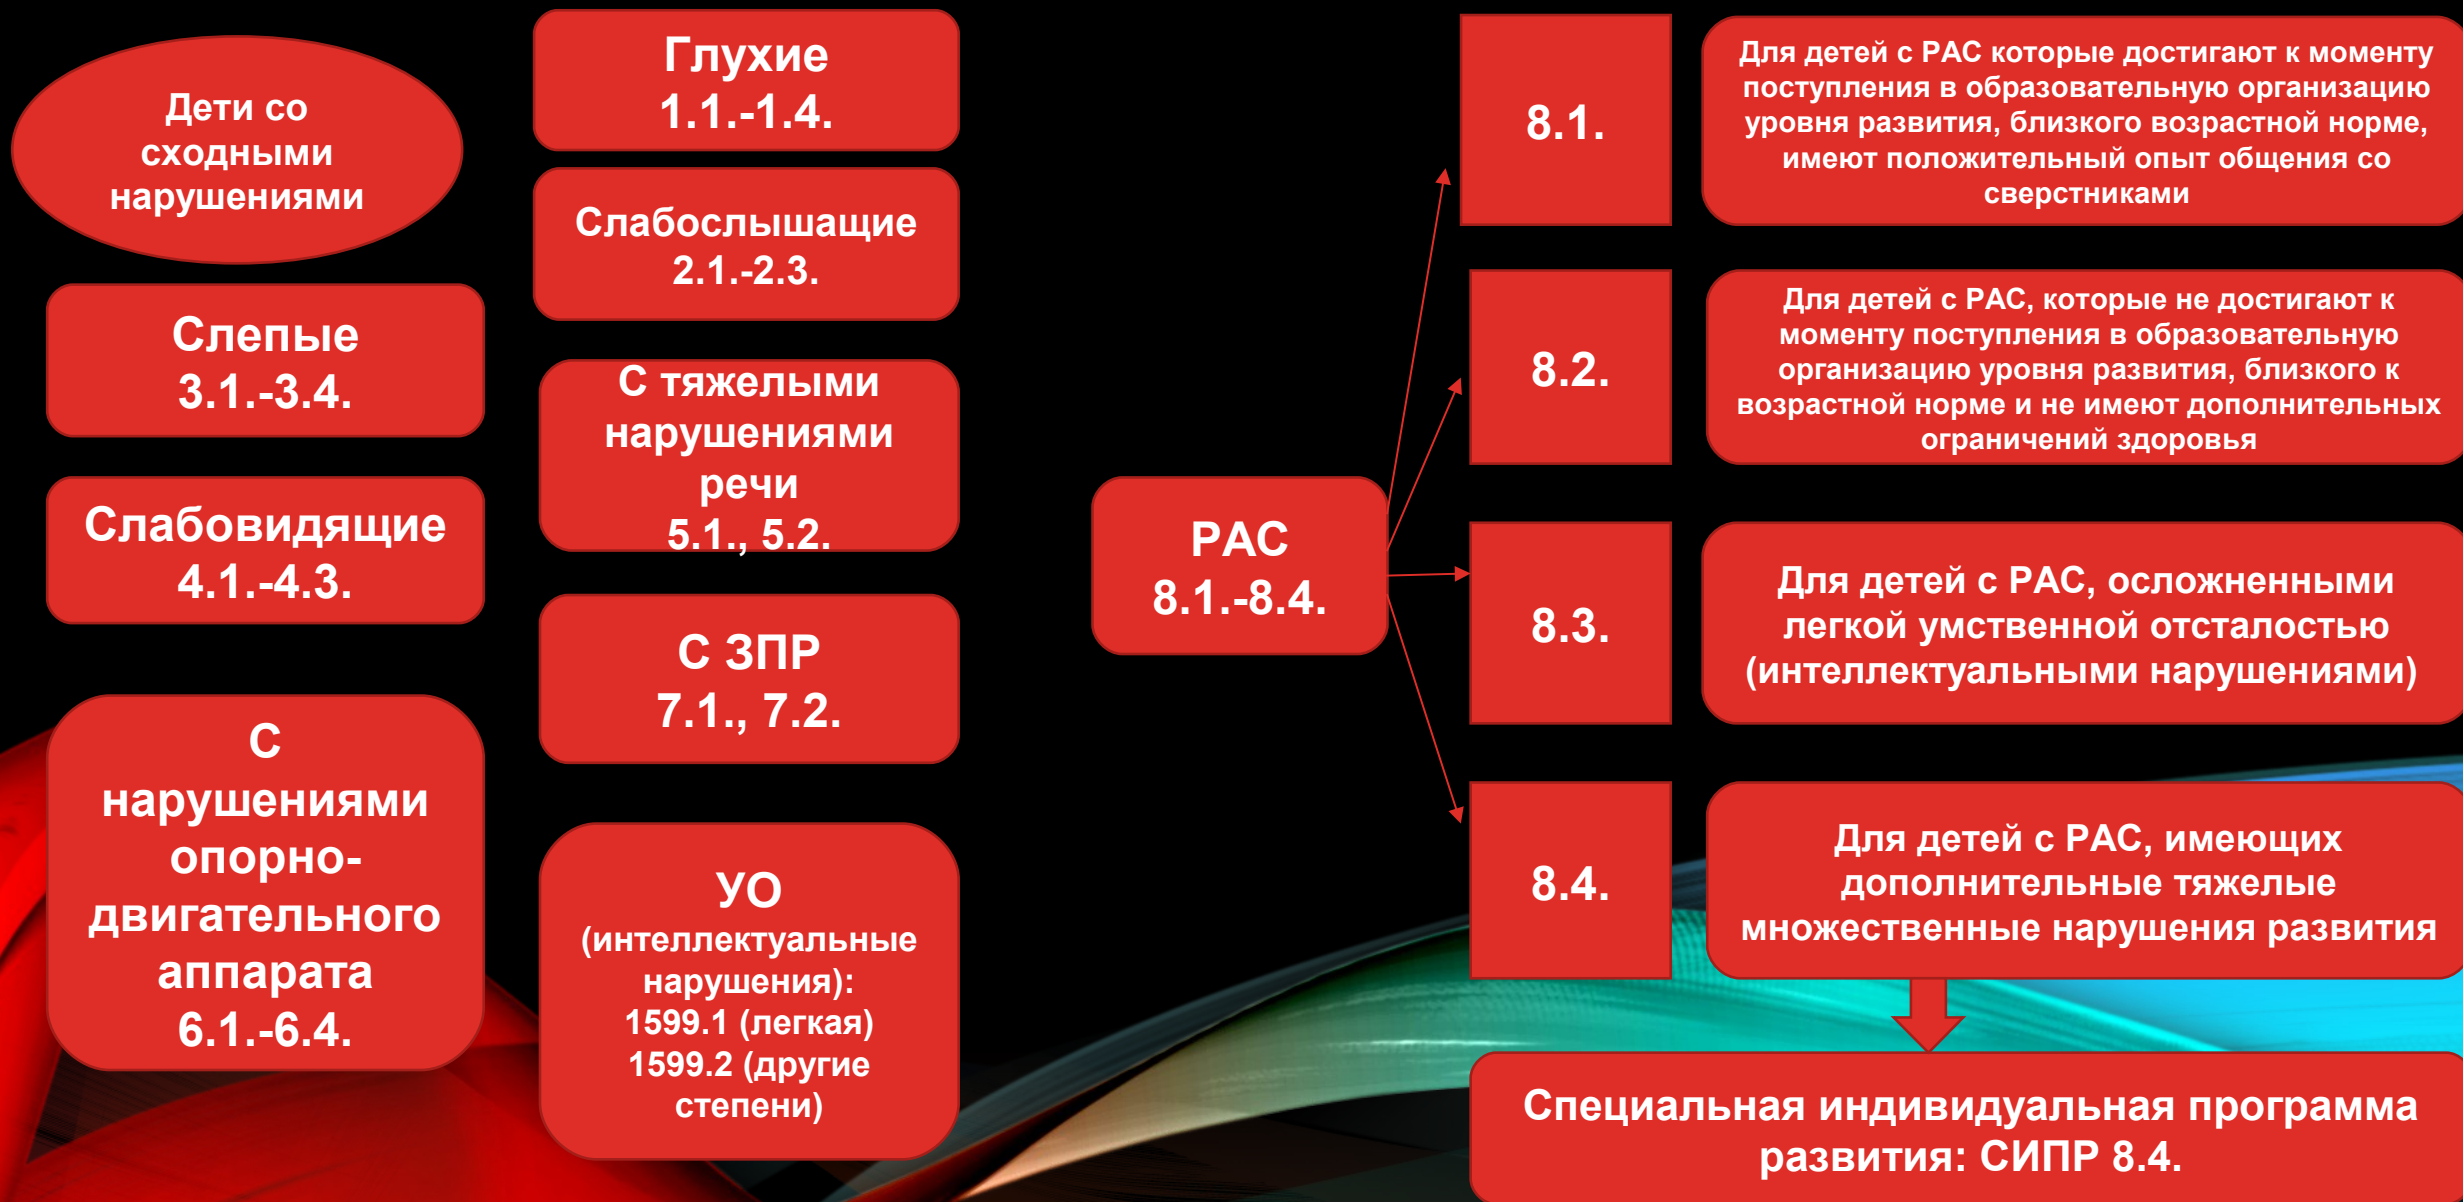 Дети со
сходными
нарушениями
Слепые
3.1.-3.4.
Слабовидящие
4.1.-4.3.
С
нарушениями
опорно-
двигательного
аппарата
6.1.-6.4.
Глухие
1.1.-1.4.
Слабослышащие
2.1.-2.3.
С тяжелыми
нарушениями
речи
5.1., 5.2.
С ЗПР
7.1., 7.2.
УО
(интеллектуальные
нарушения):
1599.1 (легкая)
1599.2 (другие
степени)
РАС
8.1.-8.4.
8.1.
Для детей с РАС которые достигают к моменту
поступления в образовательную организацию
уровня развития, близкого возрастной норме,
имеют положительный опыт общения со
сверстниками
8.2.
Для детей с РАС, которые не достигают к
моменту поступления в образовательную
организацию уровня развития, близкого к
возрастной норме и не имеют дополнительных
ограничений здоровья
8.3.
Для детей с РАС, осложненными
легкой умственной отсталостью
(интеллектуальными нарушениями)
8.4.
Для детей с РАС, имеющих
дополнительные тяжелые
множественные нарушения развития
Специальная индивидуальная программа
развития: СИПР 8.4.